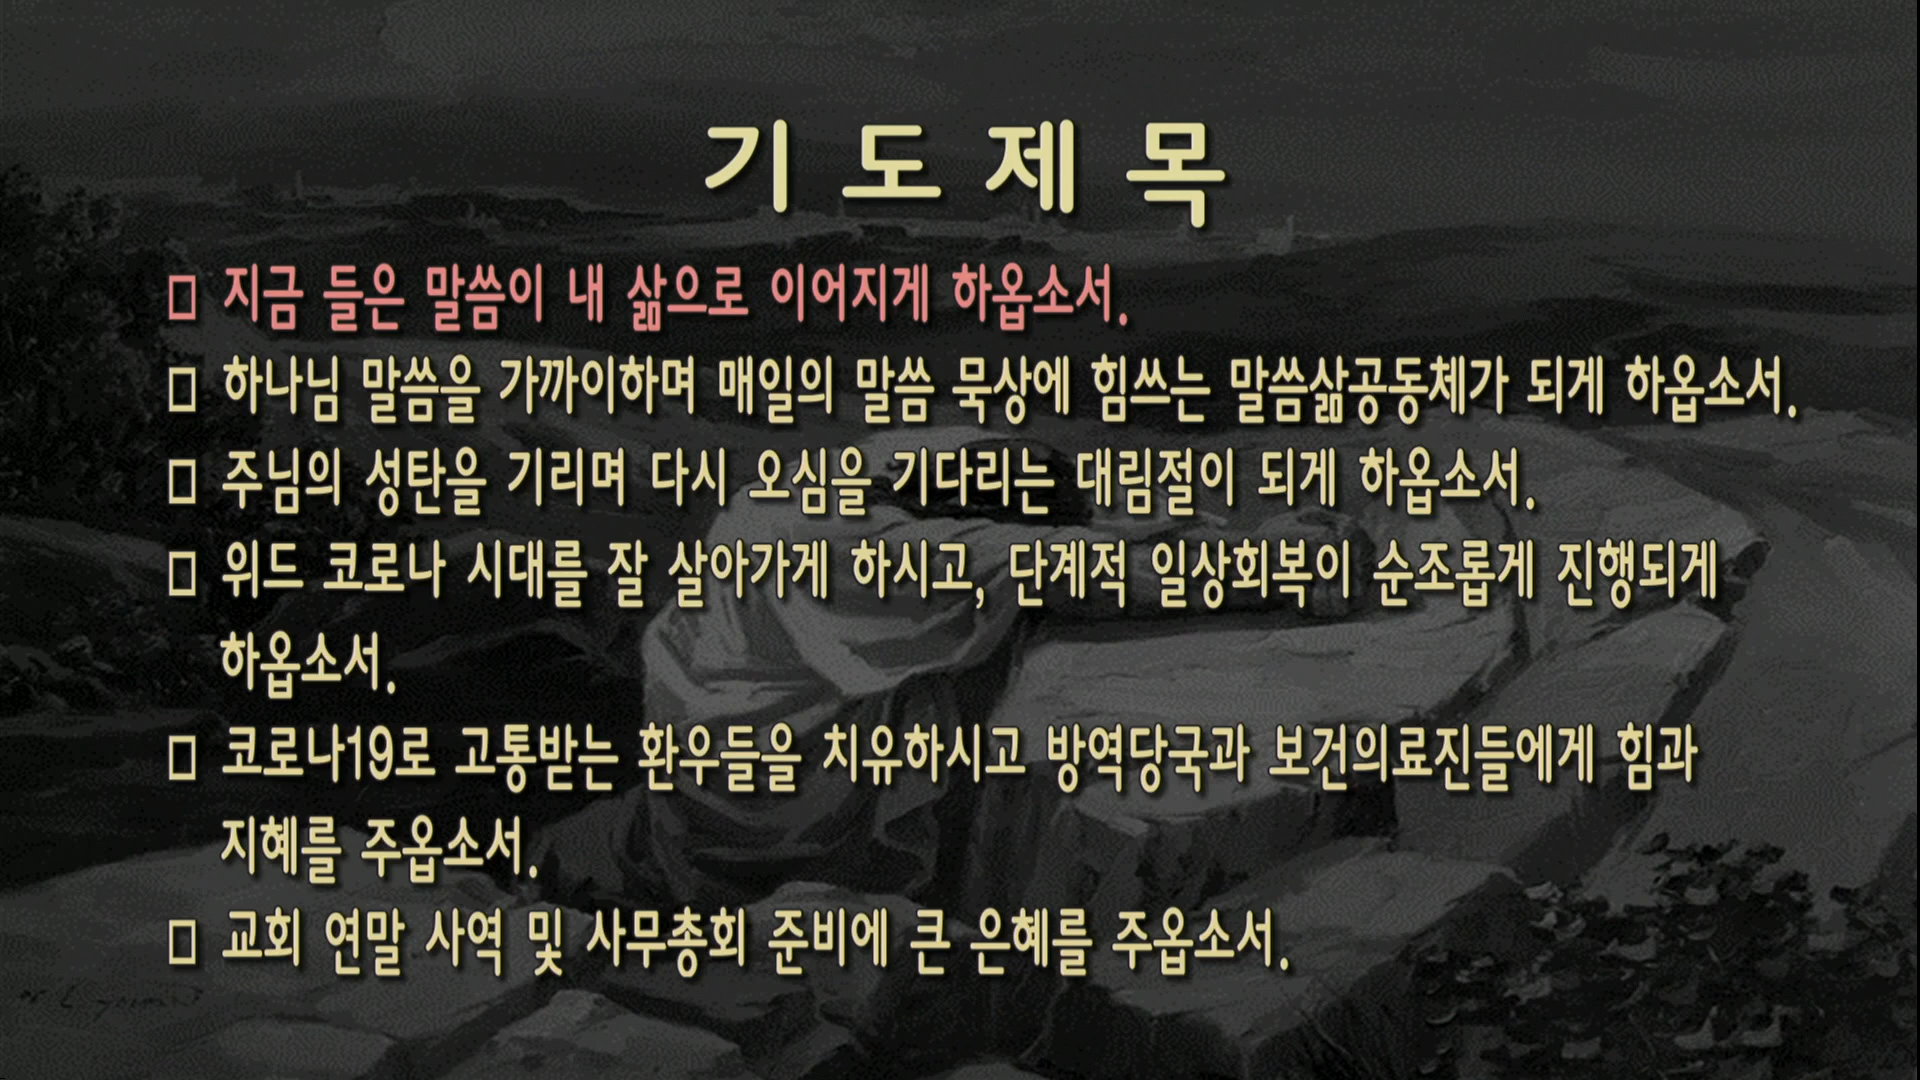 기도제목
□ 지금 들은 말씀이 내 삶으로 이어지게 하옵소서.
□ 하나님 말씀을 가까이하며 매일의 말씀 묵상에 힘쓰는 말씀삶공동체가 되게 하옵소서.
□ 주님의 성탄을 기리며 다시 오심을 기다리는 대림절이 되게 하옵소서.
□ 위드 코로나 시대를 잘 살아가게 하시고, 단계적 일상회복이 순조롭게 진행되게
하옵소서.
□ 코로나19로 고통받는 환우들을 치유하시고 방역당국과 보건의료진들에게 힘과
지혜를 주옵소서.
□ 교회 연말 사역 및 사무총회 준비에 큰 은혜를 주옵소서.